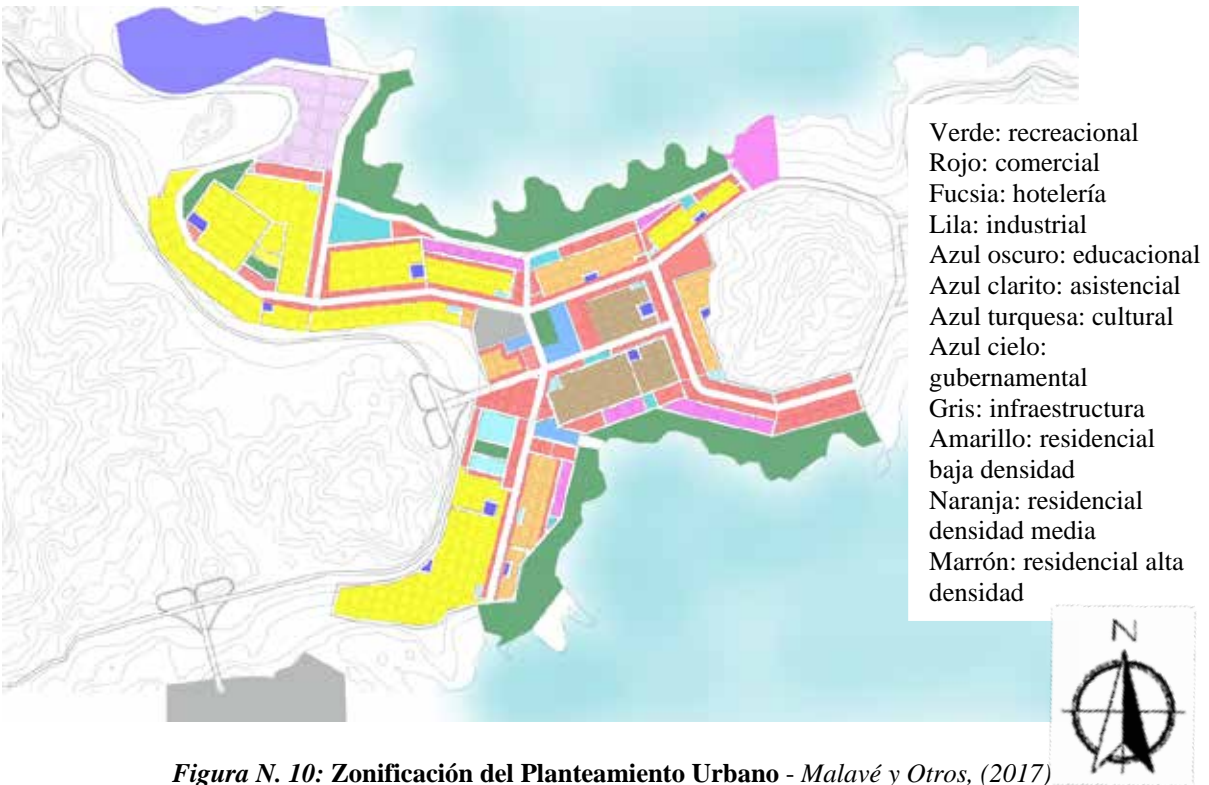 Verde: recreacional
Rojo: comercial
Fucsia: hotelería
Lila: industrial
Azul oscuro: educacional
Azul clarito: asistencial
Azul turquesa: cultural
Azul cielo:
gubernamental
Gris: infraestructura
Amarillo: residencial
baja densidad
Naranja: residencial
densidad media
Marrón: residencial alta
densidad
N
Figura N. 10: Zonificación del Planteamiento Urbano - Malavé y Otros, (2017)